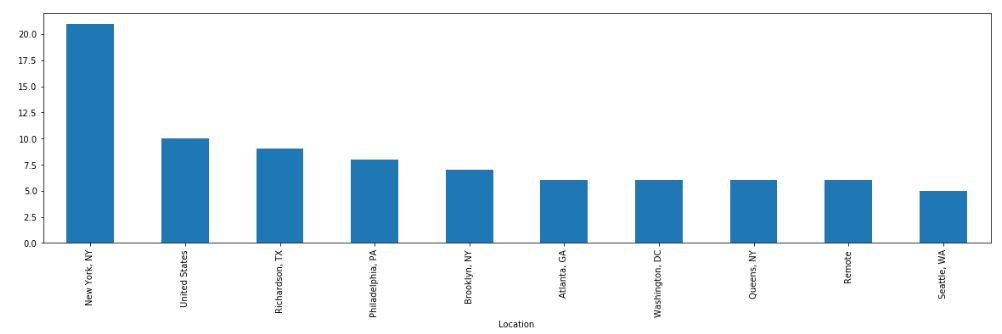 20.0
17.5
15.0
12.5
10.0
7.5
5.0
2.5
0.0
New York, NY
United States
Richardson, TX
Philadelphia, PA
Brooklyn, NY
Atlanta, GA
Washington, DC
Queens, NY
Remote
Seattle, WA
Location